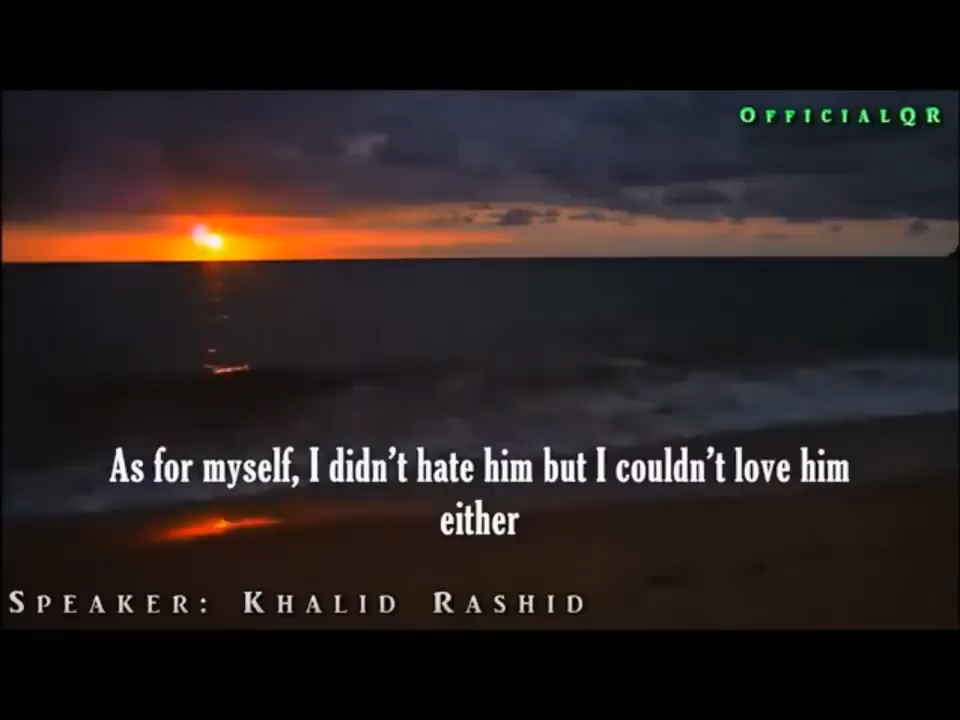 OFFICIALQR
As for myself, I didn't hate him but I couldn't love him
either
SPEAKER: KHALID RASHID